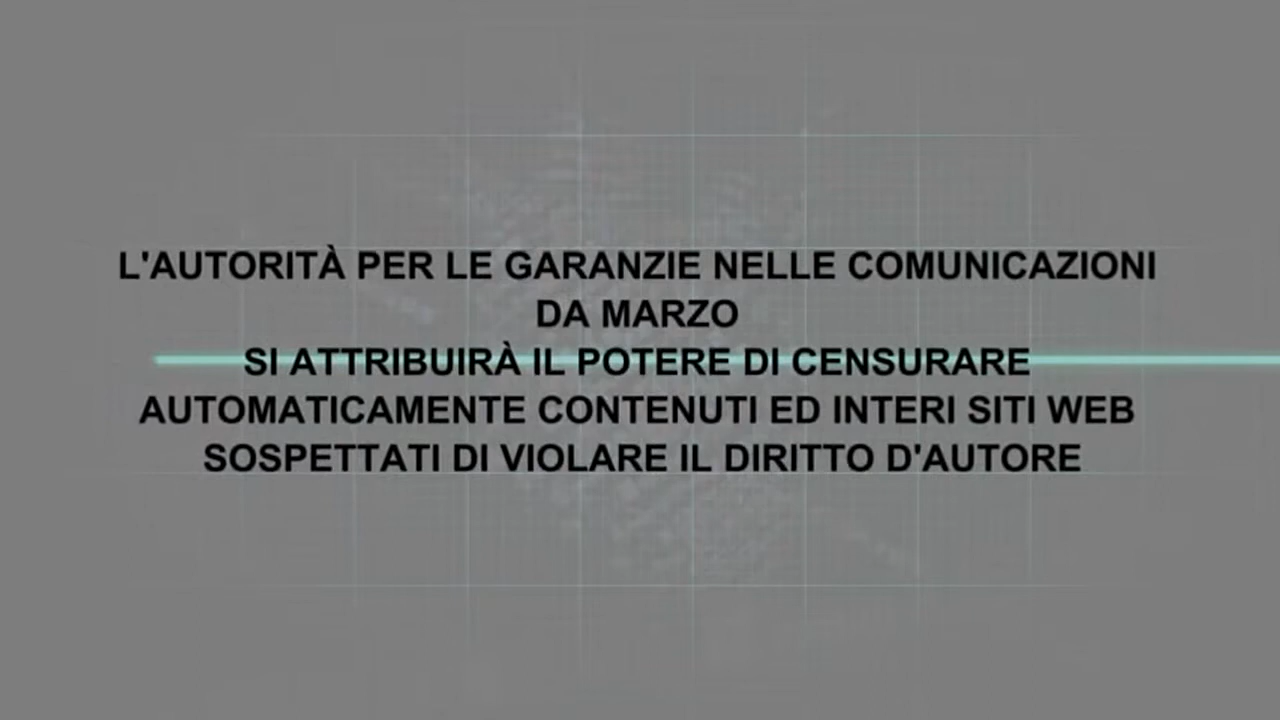 L'AUTORITÀ PER LE GARANZIE NELLE COMUNICAZIONI
DA MARZO
SI ATTRIBUIRÀ IL POTERE DI CENSURARE
AUTOMATICAMENTE CONTENUTI ED INTERI SITI WEB
SOSPETTATI DI VIOLARE IL DIRITTO D'AUTORE